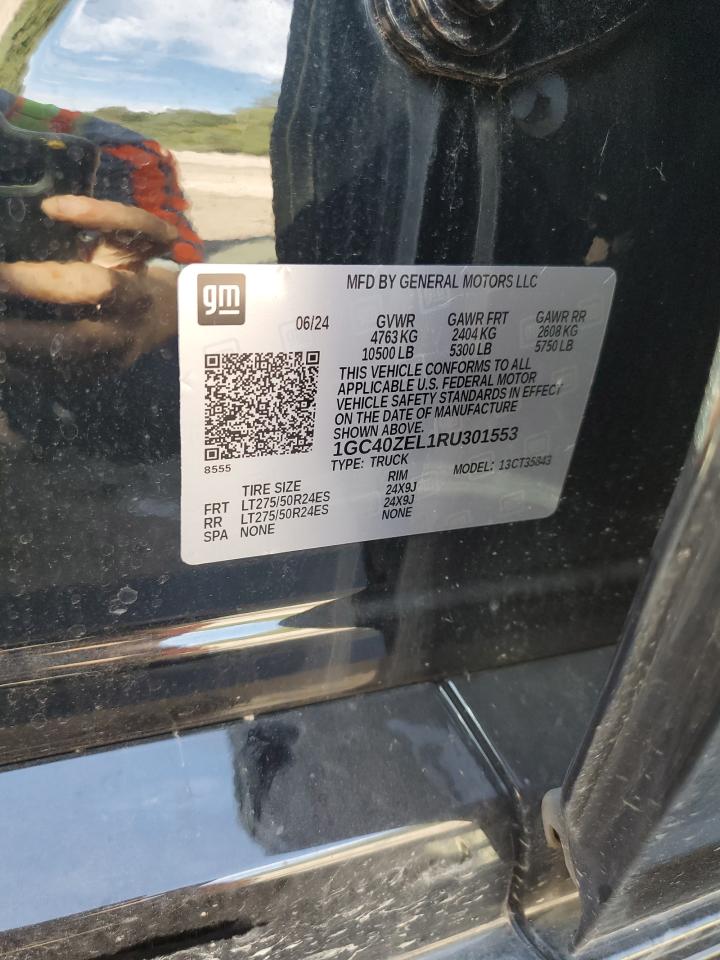 gm
MFD BY GENERAL MOTORS LLC
06/24
GVWR GAWR FRT GAWR RR
4763 KG 2404 KG 2608 KG
10500 LB 5300 LB 5750 LB
THIS VEHICLE CONFORMS TO ALL
APPLICABLE U.S. FEDERAL MOTOR
VEHICLE SAFETY STANDARDS IN EFFECT
ON THE DATE OF MANUFACTURE
SHOWN ABOVE.
8555
1GC40ZEL1RU301553
TYPE: TRUCK MODEL: 13CT35843
TIRE SIZE RIM
FRT LT275/50R24ES 24X9J
RR LT275/50R24ES 24X9J
SPA NONE NONE